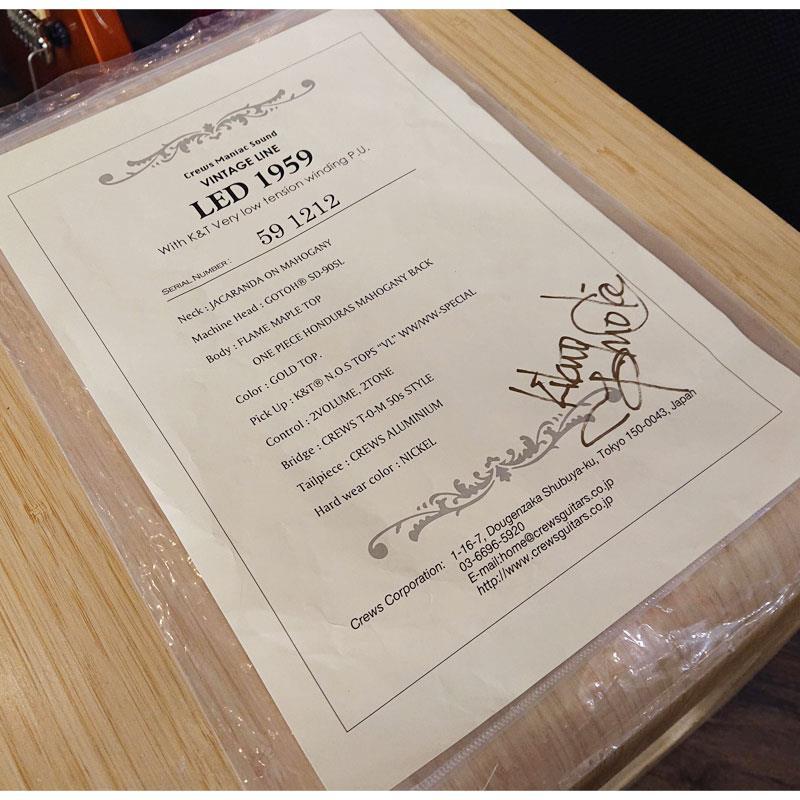 Crews Maniac Sound
VINTAGE LINE
LED 1959
With K&T Very low tension winding P.U.
SERIAL NUMBER : 59 1212
Neck : JACARANDA ON MAHOGANY
Machine Head : GOTOH® SD-90SL
Body : FLAME MAPLE TOP
ONE PIECE HONDURAS MAHOGANY BACK
Color : GOLD TOP.
Pick Up : K&T® N.O.S TOPS "VL" WW/WW-SPECIAL
Control : 2VOLUME, 2TONE
Bridge : CREWS T-O-M 50s STYLE
Tailpiece : CREWS ALUMINIUM
Hard wear color : NICKEL
Crews Corporation: 1-16-7, Dougenzaka Shubuya-ku, Tokyo 150-0043, Japan
03-6696-5920
E-mail:home@crewsguitars.co.jp
http://www.crewsguitars.co.jp